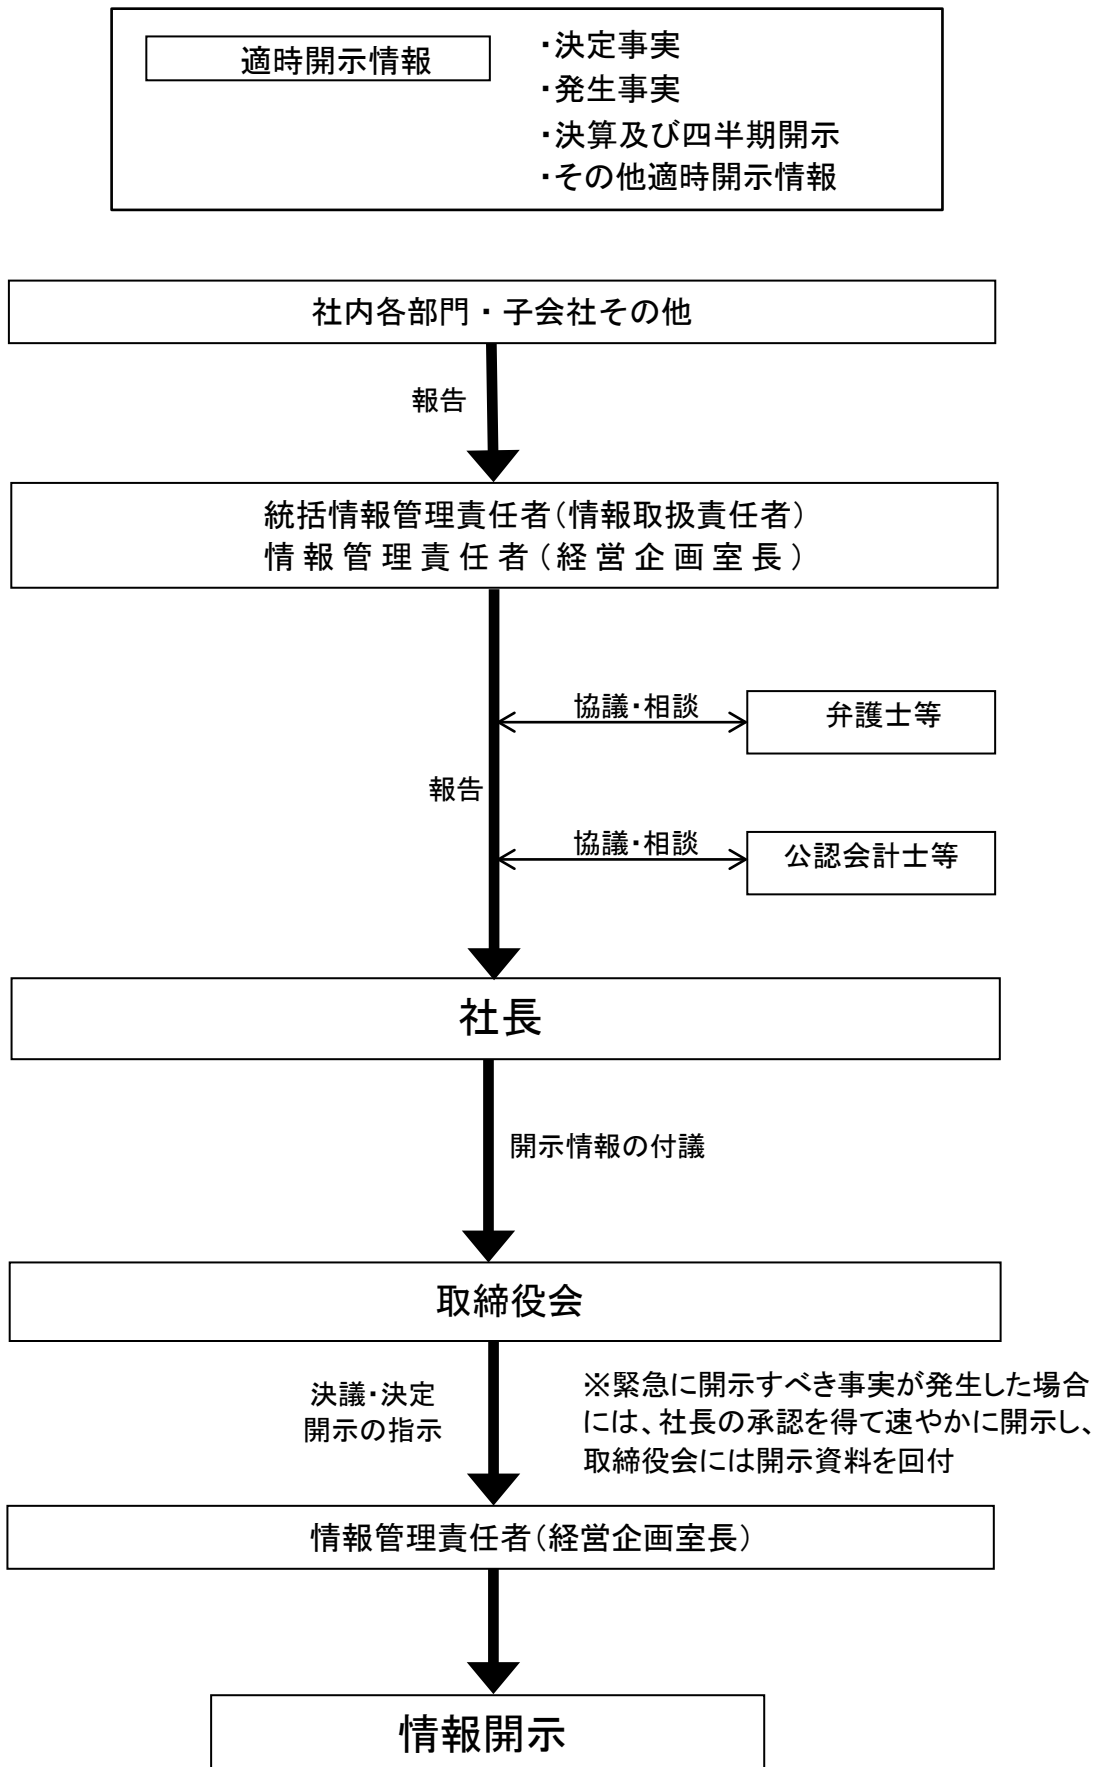 適時開示情報
・決定事実
・発生事実
・決算及び四半期開示
・その他適時開示情報
社内各部門・子会社その他
報告
統括情報管理責任者(情報取扱責任者)
情報管理責任者(経営企画室長)
協議・相談
弁護士等
報告
協議・相談
公認会計士等
社長
開示情報の付議
取締役会
決議・決定
開示の指示
※緊急に開示すべき事実が発生した場合
には、社長の承認を得て速やかに開示し、
取締役会には開示資料を回付
情報管理責任者(経営企画室長)
情報開示